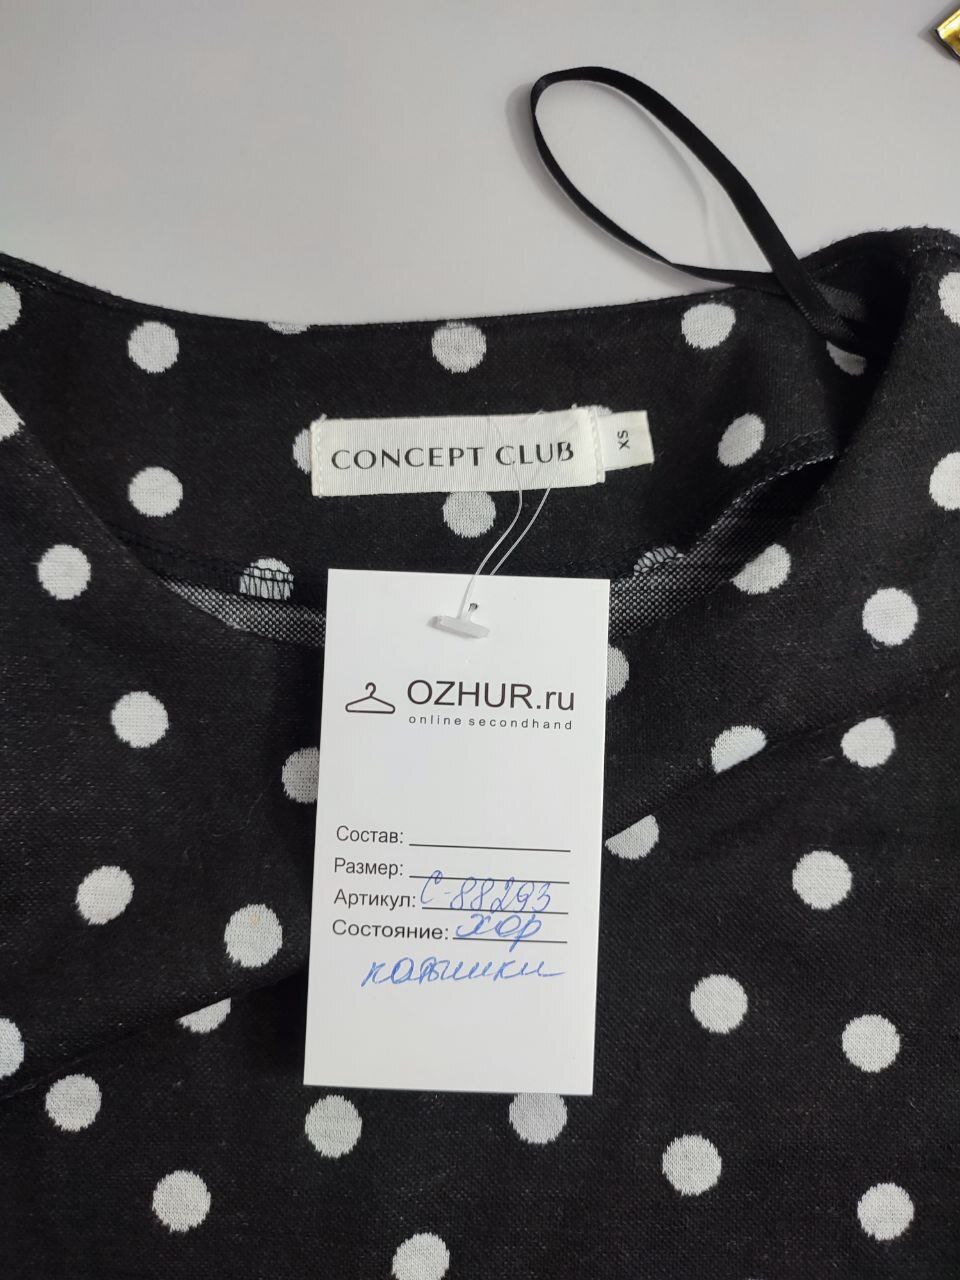 CONCEPT CLUB
XS
OZHUR.ru
online secondhand
Состав:
Размер:
Артикул: С-88293
Состояние: хор
катышки